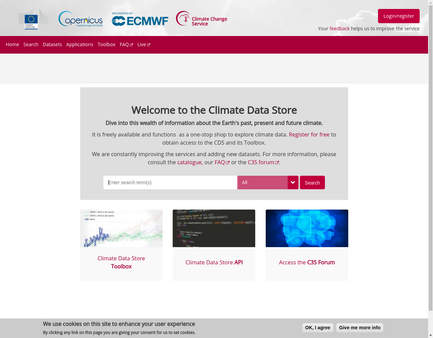 opernicus
ECMWF
Climate Change
Service
Login/register
Your feedback helps us to improve the service
Home Search Datasets Applications Toolbox FAQ Live
Welcome to the Climate Data Store
Dive into this wealth of information about the Earth's past, present and future climate.
It is freely available and functions as a one-stop shop to explore climate data. Register for free to
obtain access to the CDS and its Toolbox.
We are constantly improving the services and adding new datasets. For more information, please
consult the catalogue, our FAQ or the C3S forum.
Enter search term(s) All Search
Climate Data Store
Toolbox
Climate Data Store API
Access the C3S Forum
We use cookies on this site to enhance your user experience
By clicking any link on this page you are giving your consent for us to set cookies.
OK, I agree Give me more info